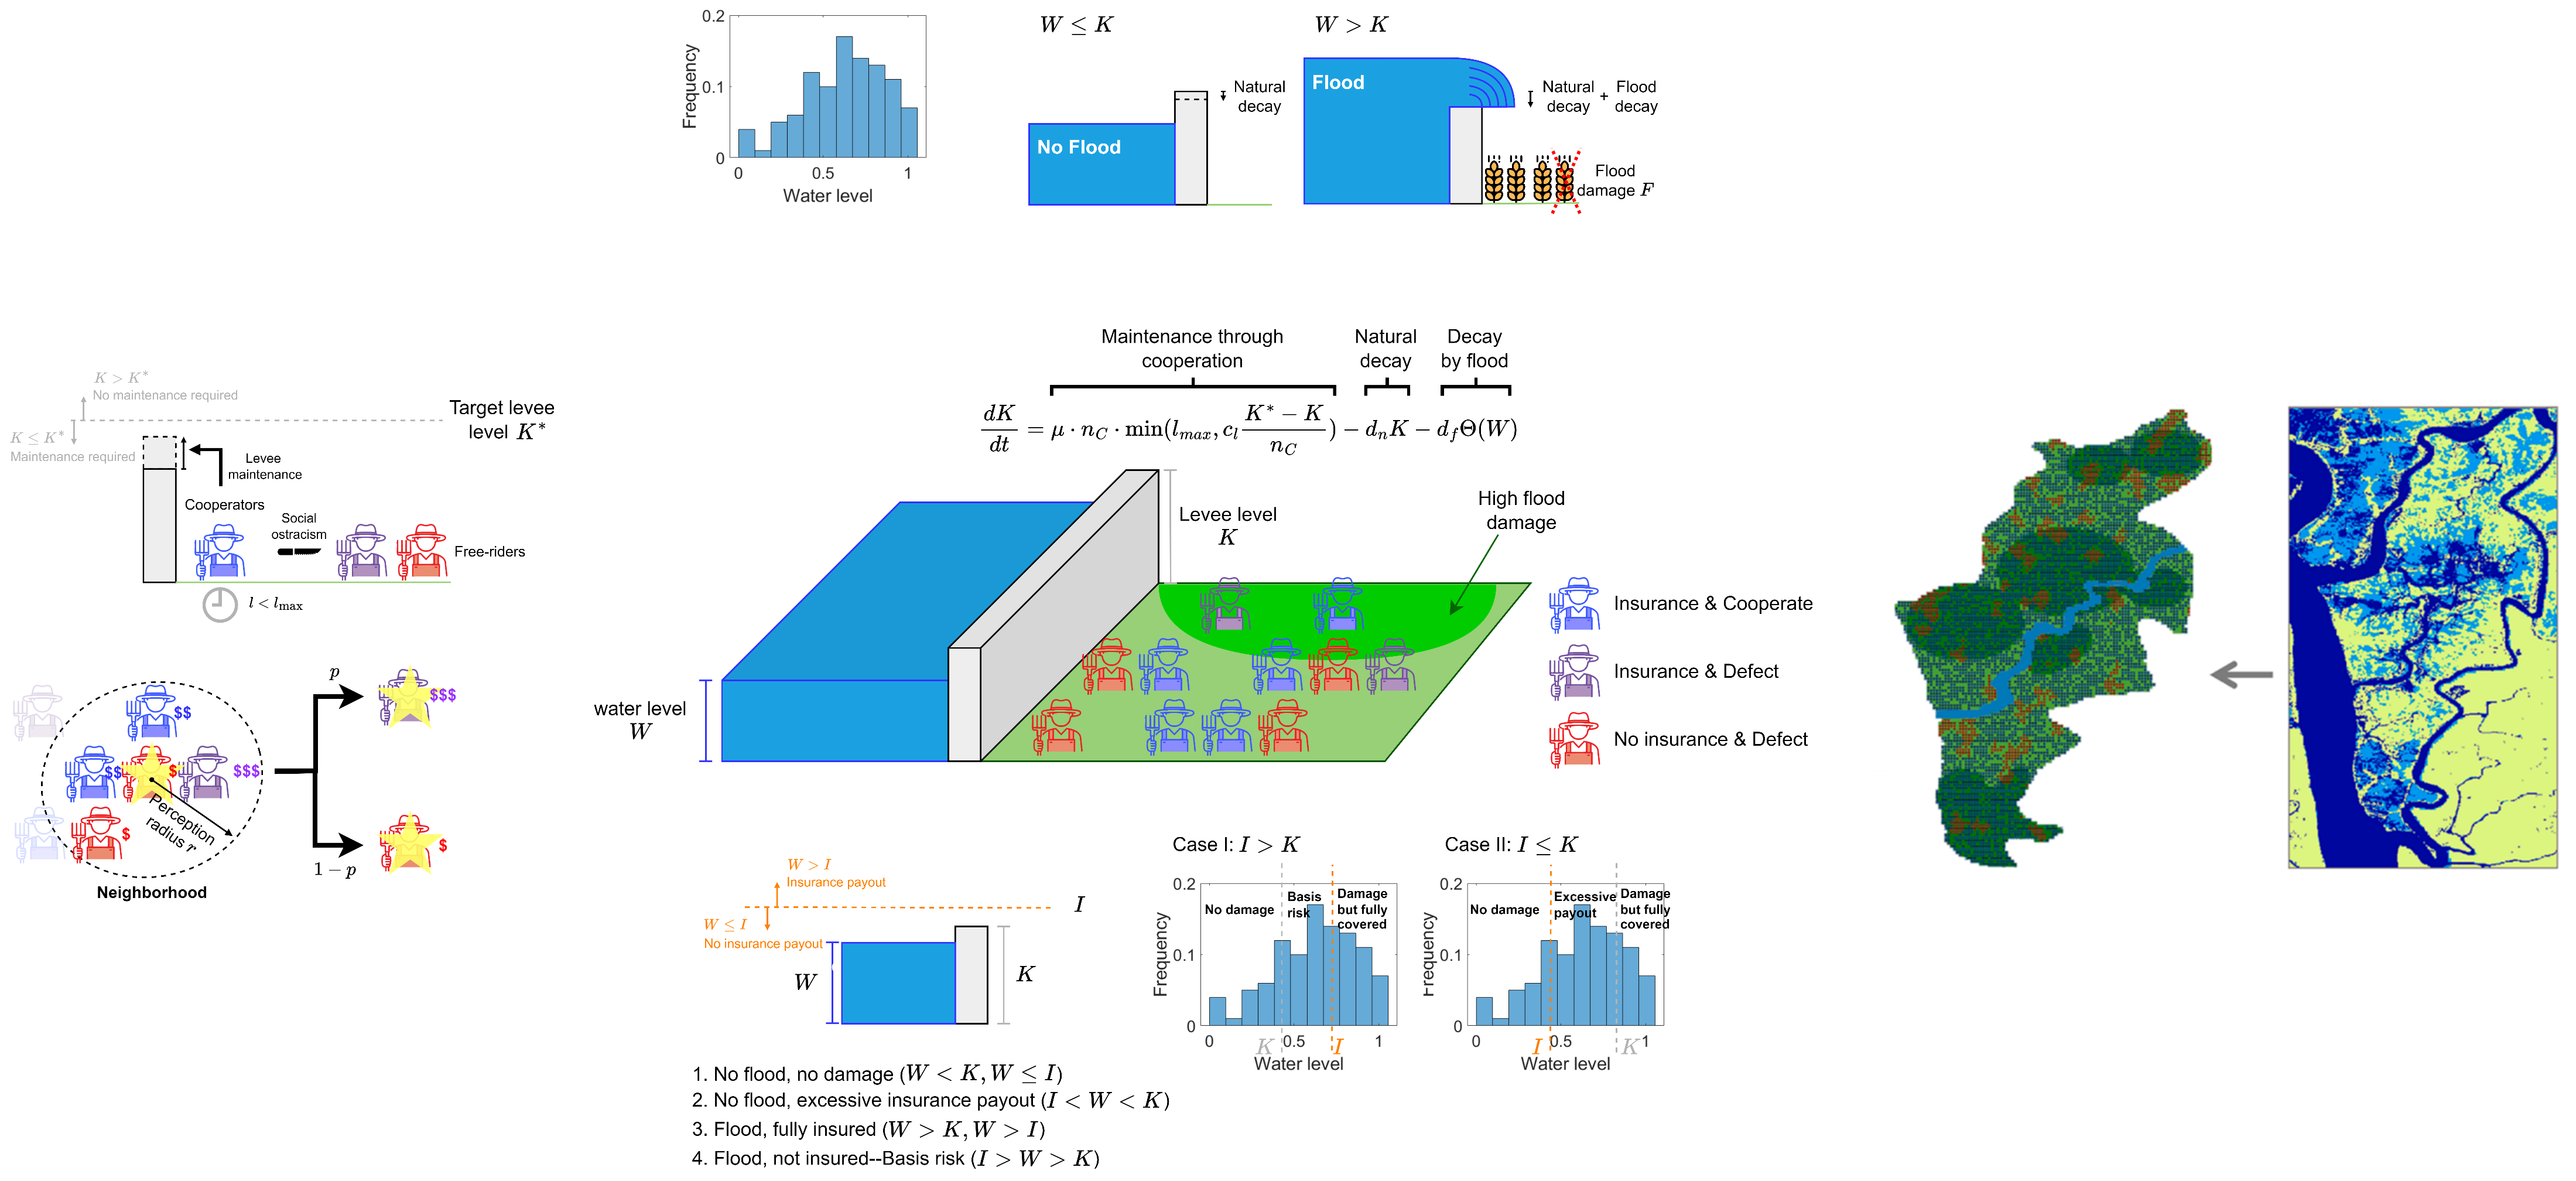 0.2
0.1
0
Frequency
0
0.5
1
Water level
W ≤ K
No Flood
Natural
decay
W > K
Flood
Natural
decay
+
Flood
decay
Flood
damage F
K > K*
No maintenance required
K ≤ K*
Maintenance required
Target levee
level K*
Levee
maintenance
Cooperators
Social
ostracism
Free-riders
l < l_max
$$
$$
$
$$$
$
Perception
radius r
Neighborhood
p
$$$
1 − p
$
Maintenance through
cooperation
Natural
decay
Decay
by flood
dK/dt = μ · n_C · min(l_max, c_l (K* − K)/n_C) − d_n K − d_f Θ(W)
Levee level
K
High flood
damage
water level
W
Insurance & Cooperate
Insurance & Defect
No insurance & Defect
W > I
Insurance payout
W ≤ I
No insurance payout
I
W
K
Case I: I > K
0.2
0.1
0
Frequency
No damage
Basis
risk
Damage
but fully
covered
0
K
0.5
I
1
Water level
Case II: I ≤ K
0.2
0.1
0
Frequency
No damage
Excessive
payout
Damage
but fully
covered
0
I
0.5
K
1
Water level
1. No flood, no damage (W < K, W ≤ I)
2. No flood, excessive insurance payout (I < W < K)
3. Flood, fully insured (W > K, W > I)
4. Flood, not insured--Basis risk (I > W > K)